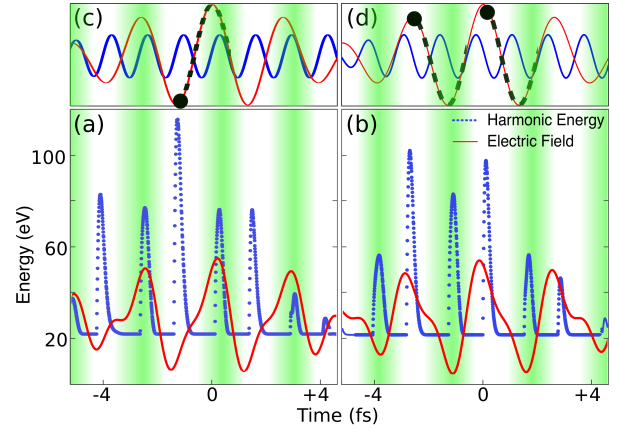 (c)
(d)
(a)
(b)
Harmonic Energy
Electric Field
100
60
20
Energy (eV)
-4
0
+4
-4
0
+4
Time (fs)